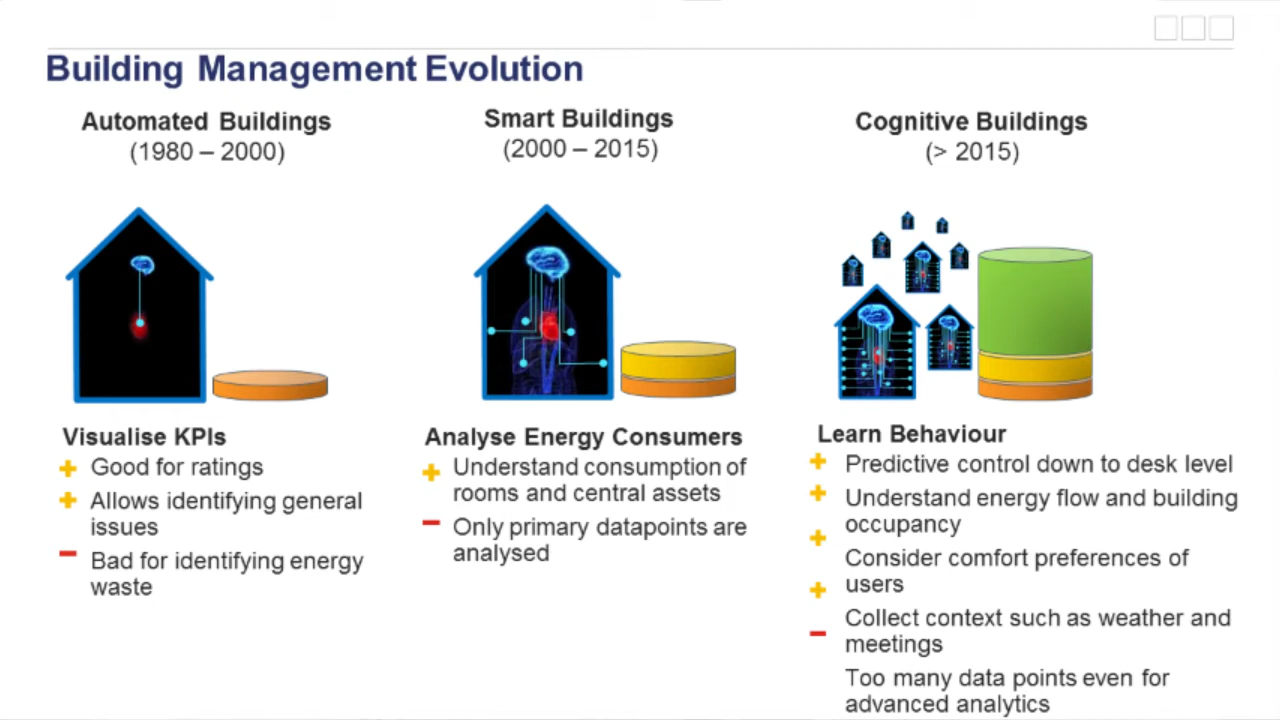 Building Management Evolution
Automated Buildings
(1980 – 2000)
Visualise KPIs
Good for ratings
Allows identifying general
issues
Bad for identifying energy
waste
Smart Buildings
(2000 – 2015)
Analyse Energy Consumers
Understand consumption of
rooms and central assets
Only primary datapoints are
analysed
Cognitive Buildings
(> 2015)
Learn Behaviour
Predictive control down to desk level
Understand energy flow and building
occupancy
Consider comfort preferences of
users
Collect context such as weather and
meetings
Too many data points even for
advanced analytics